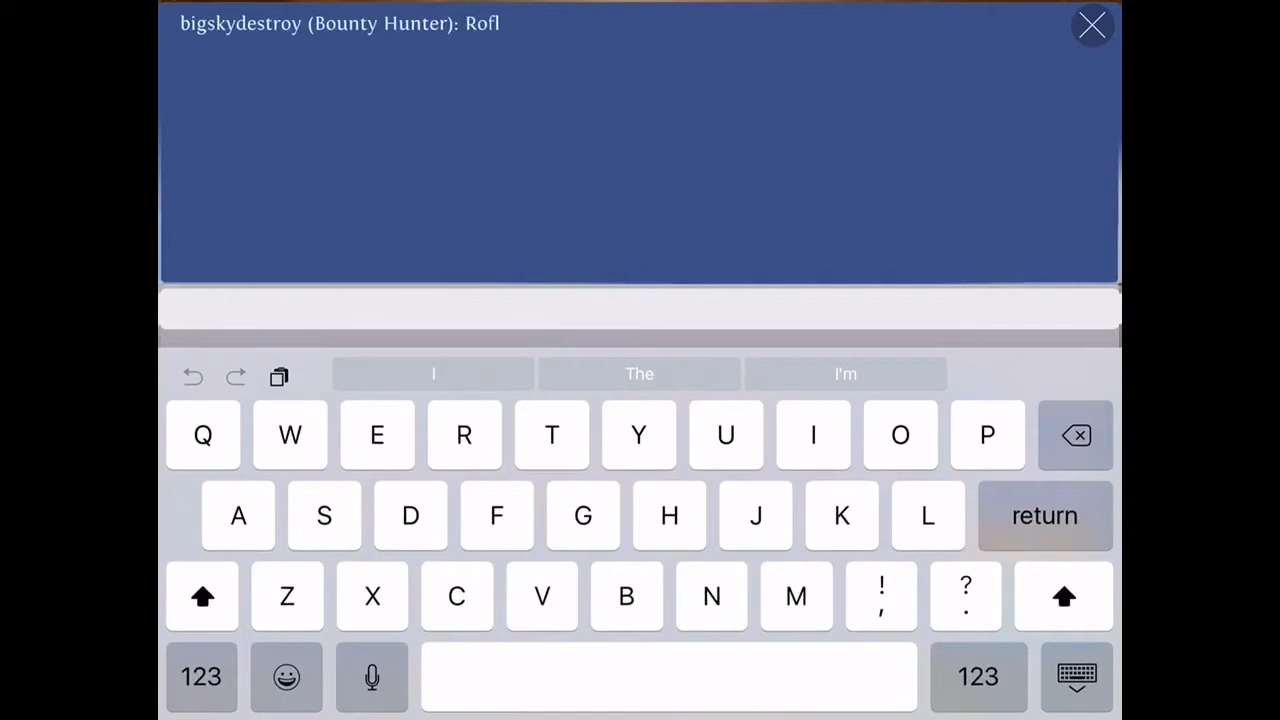 bigskydestroy (Bounty Hunter): Rofl
I The I'm
Q W E R T Y U I O P
A S D F G H J K L return
Z X C V B N M ! , ? .
123 123